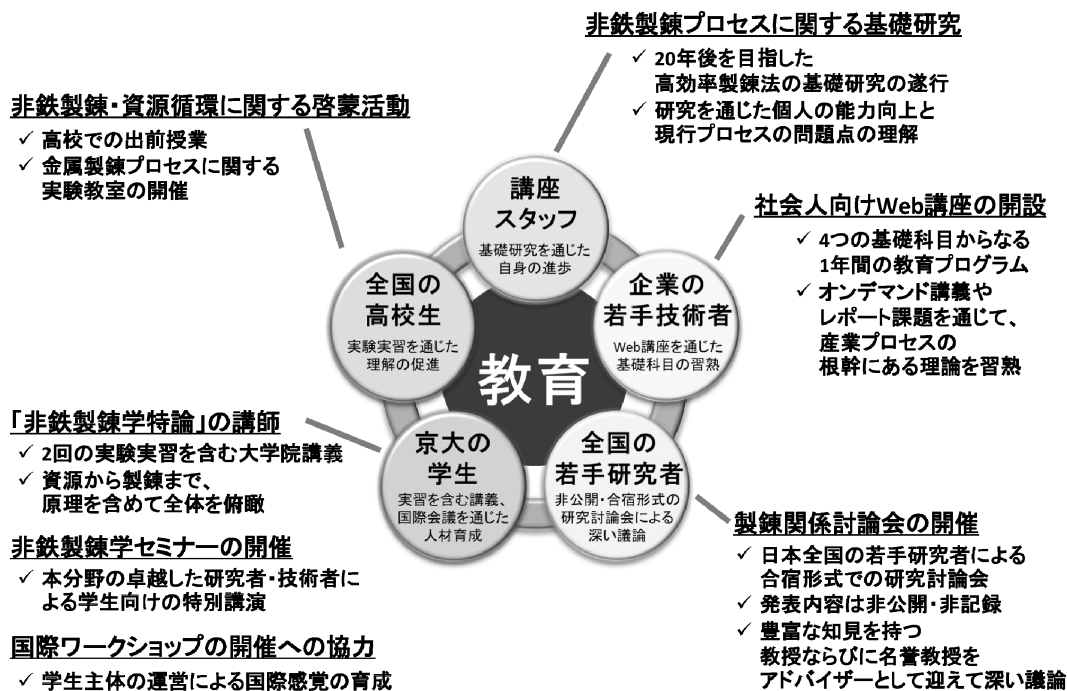 非鉄製錬プロセスに関する基礎研究
✓ 20年後を目指した
高効率製錬法の基礎研究の遂行
✓ 研究を通じた個人の能力向上と
現行プロセスの問題点の理解
非鉄製錬・資源循環に関する啓蒙活動
✓ 高校での出前授業
✓ 金属製錬プロセスに関する
実験教室の開催
講座
スタッフ
基礎研究を通じた
自身の進歩
社会人向けWeb講座の開設
✓ 4つの基礎科目からなる
1年間の教育プログラム
✓ オンデマンド講義や
レポート課題を通じて、
産業プロセスの
根幹にある理論を習熟
全国の
高校生
実験実習を通じた
理解の促進
企業の
若手技術者
Web講座を通じた
基礎科目の習熟
教育
「非鉄製錬学特論」の講師
✓ 2回の実験実習を含む大学院講義
✓ 資源から製錬まで、
原理を含めて全体を俯瞰
京大の
学生
実習を含む講義、
国際会議を通じた
人材育成
全国の
若手研究者
非公開・合宿形式の
研究討論会による
深い議論
非鉄製錬学セミナーの開催
✓ 本分野の卓越した研究者・技術者に
よる学生向けの特別講演
国際ワークショップの開催への協力
✓ 学生主体の運営による国際感覚の育成
製錬関係討論会の開催
✓ 日本全国の若手研究者による
合宿形式での研究討論会
✓ 発表内容は非公開・非記録
✓ 豊富な知見を持つ
教授ならびに名誉教授を
アドバイザーとして迎えて深い議論